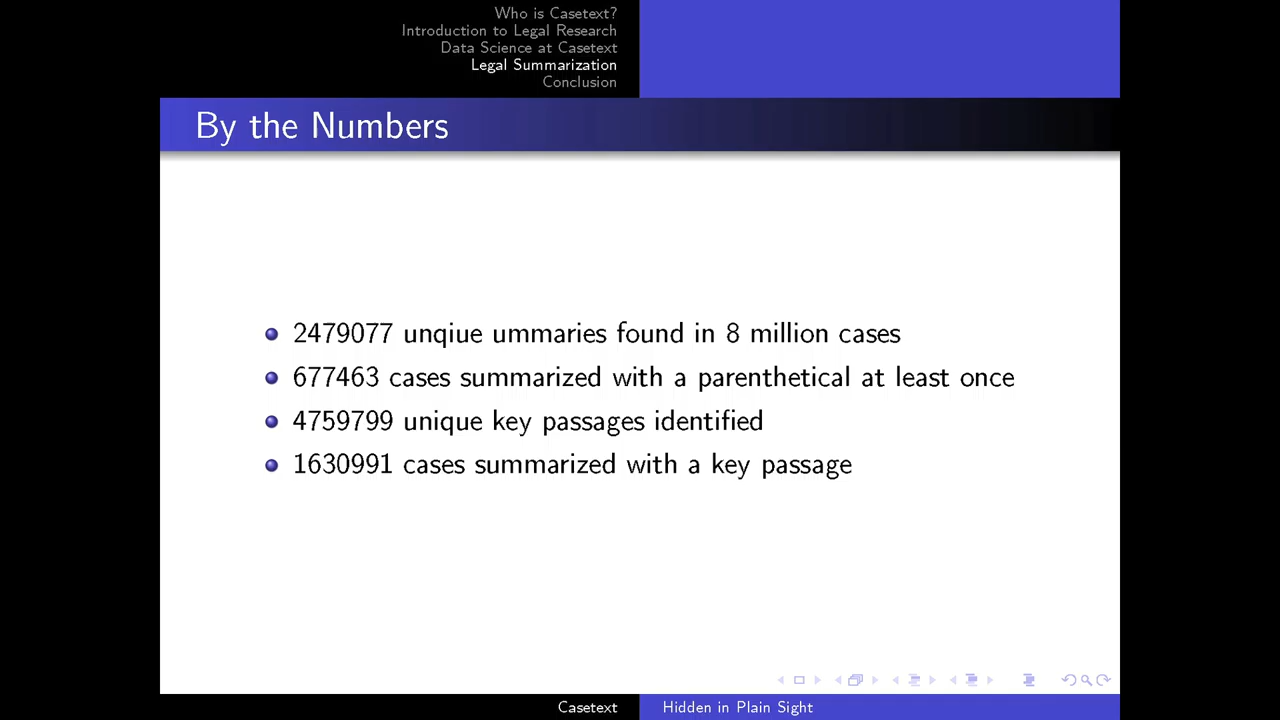 Who is Casetext?
Introduction to Legal Research
Data Science at Casetext
Legal Summarization
Conclusion
By the Numbers
2479077 unqiue ummaries found in 8 million cases
677463 cases summarized with a parenthetical at least once
4759799 unique key passages identified
1630991 cases summarized with a key passage
Casetext
Hidden in Plain Sight